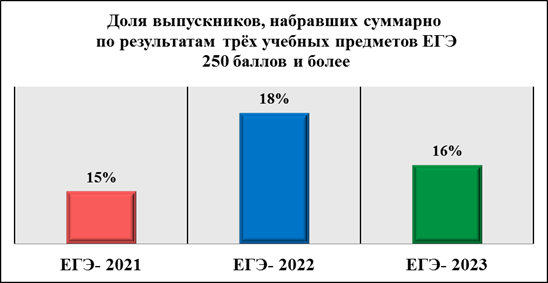 Доля выпускников, набравших суммарно
по результатам трёх учебных предметов ЕГЭ
250 баллов и более
15%
18%
16%
ЕГЭ- 2021
ЕГЭ- 2022
ЕГЭ- 2023